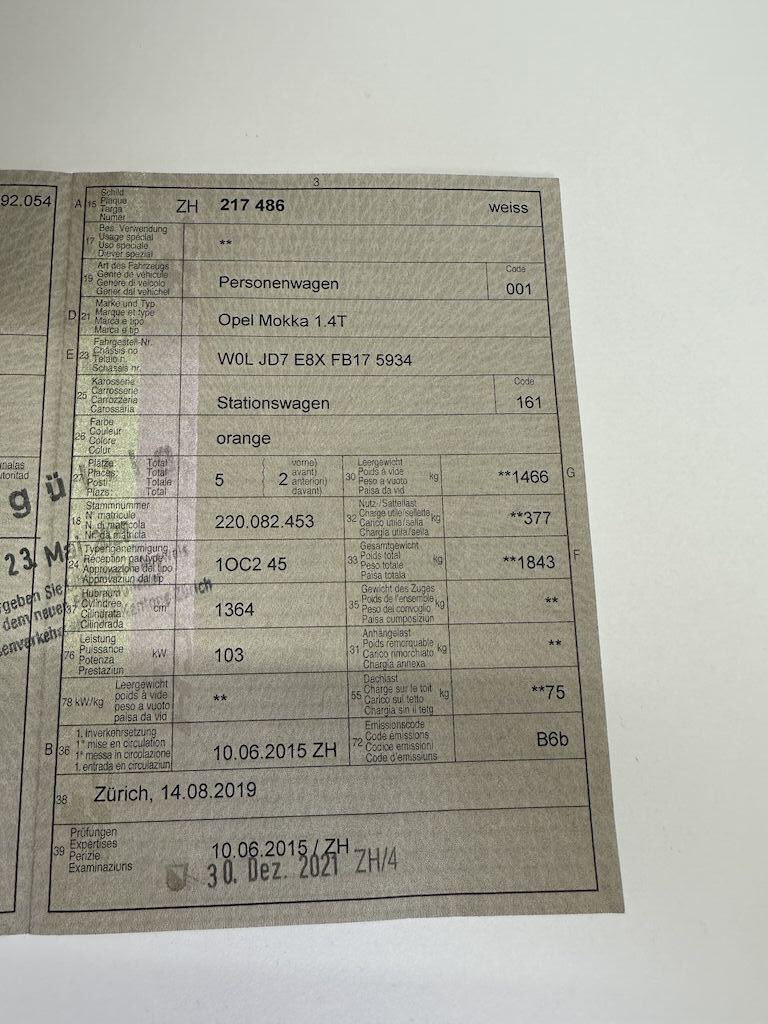 3
92.054
A 15 Schild
Plaque
Targa
Numer
ZH 217 486 weiss
17 Bes. Verwendung
Usage spécial
Uso speciale
Diever spezial
**
19 Art des Fahrzeugs
Genre de véhicule
Genere di veicolo
Gener dal vehichel
Personenwagen
Code
001
D 21 Marke und Typ
Marque et type
Marca e tipo
Marca e tip
Opel Mokka 1.4T
E 23 Fahrgestell-Nr.
Châssis no
Telaio n.
Schassis nr.
W0L JD7 E8X FB17 5934
25 Karosserie
Carrosserie
Carrozzeria
Carossaria
Stationswagen
Code
161
26 Farbe
Couleur
Colore
Colur
orange
27 Plätze: Total
Places: Total
Posti: Totale
Plazs: Total
5
2 vorne)
avant)
anteriori)
davant)
30 Leergewicht
Poids à vide
Peso a vuoto
Paisa da vid
kg
**1466
G
18 Stammnummer
N° matricule
N. di matricola
Nr. da matricla
220.082.453
32 Nutz-/Sattellast
Charge utile/sellette
Carico utile/sella
Chargia utila/sella
kg
**377
24 Typengenehmigung
Réception par type
Approvazione del tipo
Approvaziun dal tip
1OC2 45
33 Gesamtgewicht
Poids total
Peso totale
Paisa totala
kg
**1843
F
37 Hubraum
Cylindrée
Cilindrata
Cilindrada
cm
1364
35 Gewicht des Zuges
Poids de l'ensemble
Peso del convoglio
Paisa cumposiziun
kg
**
76 Leistung
Puissance
Potenza
Prestaziun
kW
103
31 Anhängelast
Poids remorquable
Carico rimorchiato
Chargia annexa
kg
**
78 kW/kg Leergewicht
poids à vide
peso a vuoto
paisa da vid
**
55 Dachlast
Charge sur le toit
Carico sul tetto
Chargia sin il tetg
kg
**75
B 36 1. Inverkehrsetzung
1re mise en circulation
1a messa in circolazione
1. entrada en circulaziun
10.06.2015 ZH
72 Emissionscode
Code émissions
Codice emissioni
Code d'emissiuns
B6b
38 Zürich, 14.08.2019
39 Prüfungen
Expertises
Perizie
Examinaziuns
10.06.2015 / ZH
30. Dez. 2021 ZH/4
gü
23. Mai
rgeben Sie
dem neuen
senverkehrs